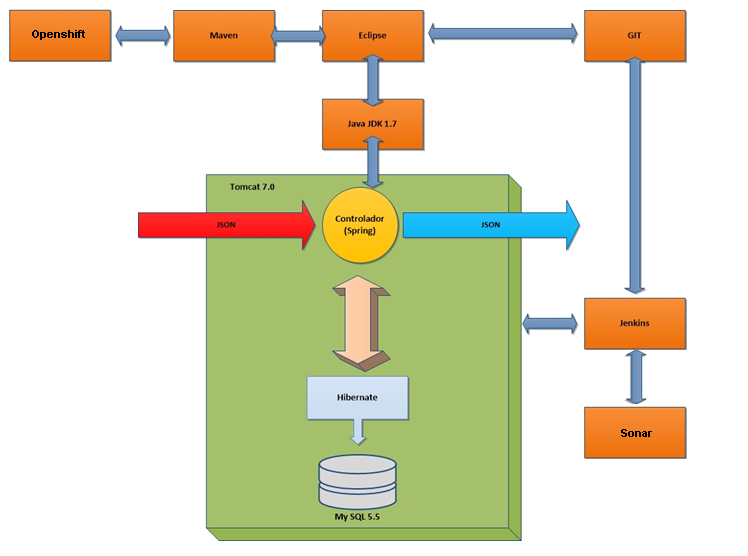 Openshift
Maven
Eclipse
GIT
Java JDK 1.7
Tomcat 7.0
JSON
Controlador
(Spring)
JSON
Jenkins
Hibernate
Sonar
My SQL 5.5